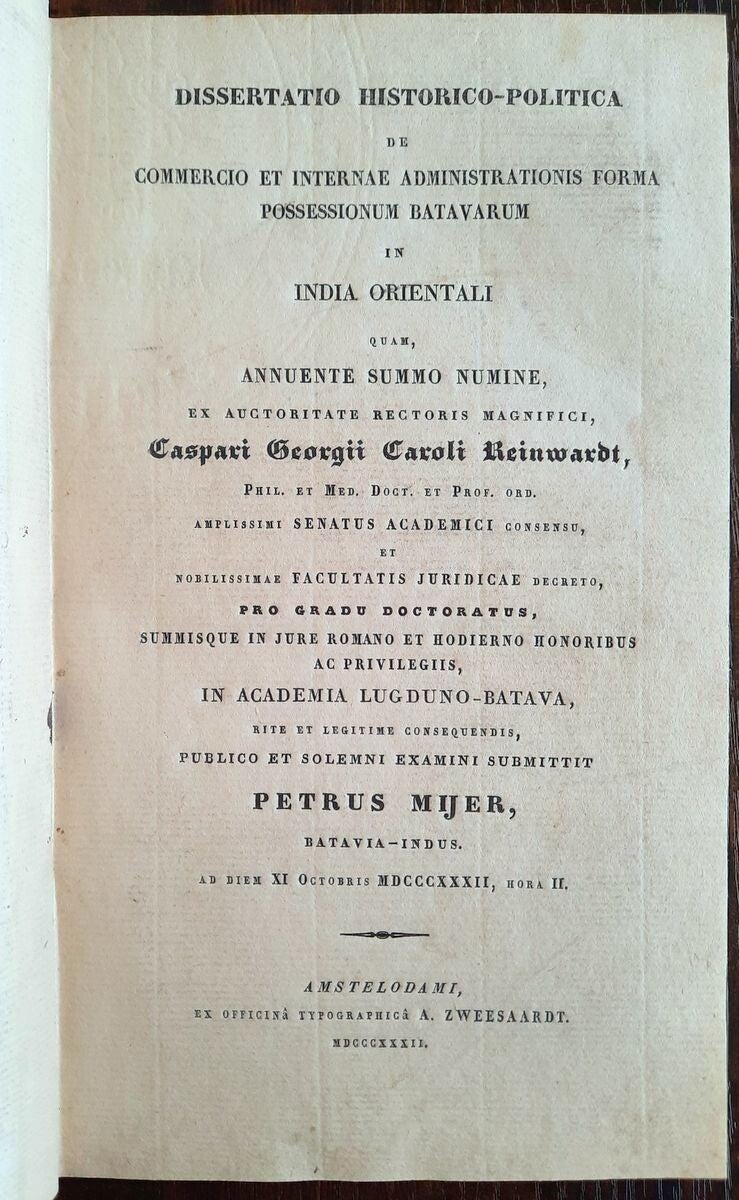 DISSERTATIO HISTORICO-POLITICA
DE
COMMERCIO ET INTERNAE ADMINISTRATIONIS FORMA
POSSESSIONUM BATAVARUM
IN
INDIA ORIENTALI
QUAM,
ANNUENTE SUMMO NUMINE,
EX AUCTORITATE RECTORIS MAGNIFICI,
Caspari Georgii Caroli Reinwardt,
PHIL. ET MED. DOCT. ET PROF. ORD.
AMPLISSIMI SENATUS ACADEMICI CONSENSU,
ET
NOBILISSIMAE FACULTATIS JURIDICAE DECRETO,
PRO GRADU DOCTORATUS,
SUMMISQUE IN JURE ROMANO ET HODIERNO HONORIBUS
AC PRIVILEGIIS,
IN ACADEMIA LUGDUNO-BATAVA,
RITE ET LEGITIME CONSEQUENDIS,
PUBLICO ET SOLEMNI EXAMINI SUBMITTIT
PETRUS MIJER,
BATAVIA-INDUS.
AD DIEM XI OCTOBRIS MDCCCXXXII, HORA II.
AMSTELODAMI,
EX OFFICINâ TYPOGRAPHICâ A. ZWEESAARDT.
MDCCCXXXII.